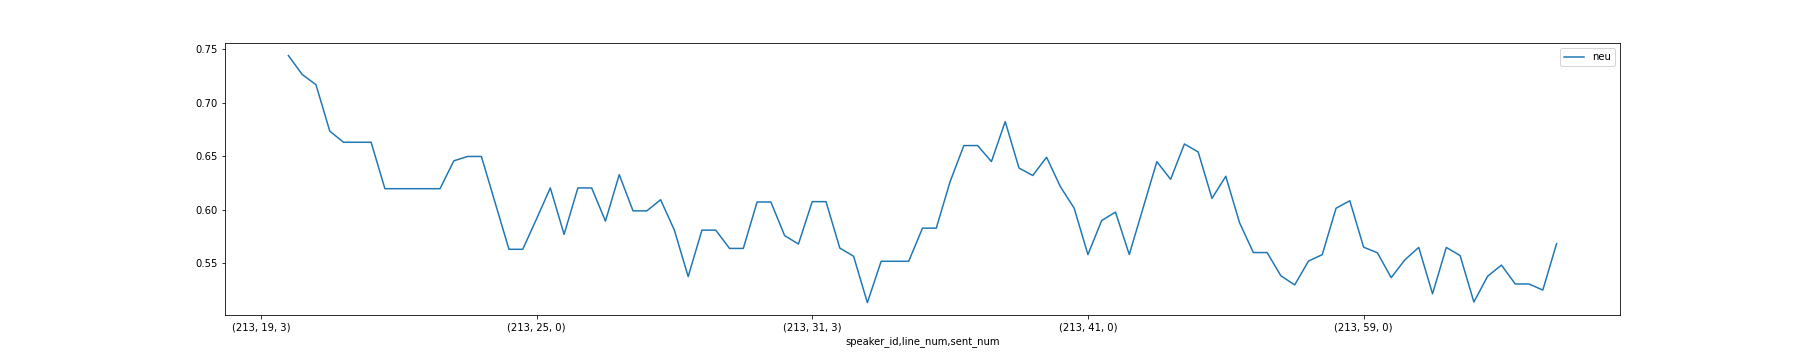 neu
0.75
0.70
0.65
0.60
0.55
(213, 19, 3) (213, 25, 0) (213, 31, 3) (213, 41, 0) (213, 59, 0)
speaker_id,line_num,sent_num